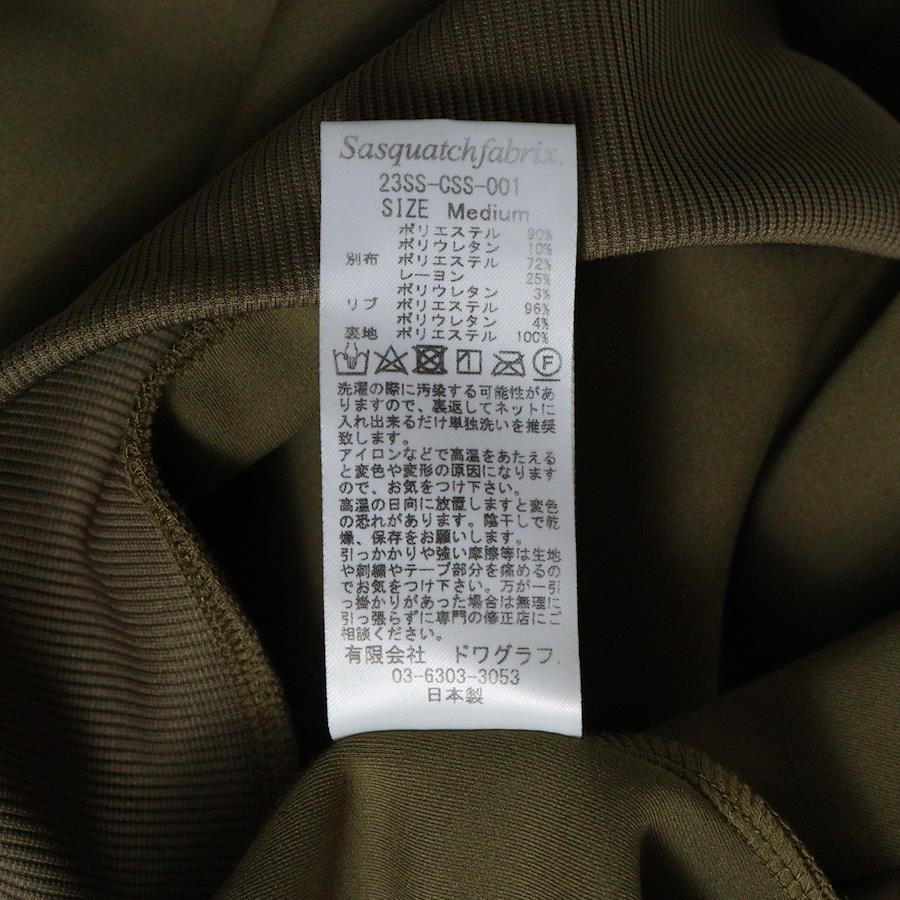 Sasquatchfabrix.
23SS-CSS-001
SIZE Medium
ポリエステル 90%
ポリウレタン 10%
別布 ポリエステル 72%
レーヨン 25%
ポリウレタン 3%
リブ ポリエステル 96%
ポリウレタン 4%
裏地 ポリエステル 100%
F
洗濯の際に汚染する可能性があ
りますので、裏返してネットに
入れ出来るだけ単独洗いを推奨
致します。
アイロンなどで高温をあたえる
と変色や変形の原因になります
ので、お気をつけ下さい。
高温の日向に放置しますと変色
の恐れがあります。陰干しで乾
燥、保存をお願いします。
引っかかりや強い摩擦等は生地
や刺繍やテープ部分を痛めるの
でお気をつけ下さい。万が一引
っ掛かりがあった場合は無理に
引っ張らずに専門の修正店にご
相談ください。
有限会社 ドワグラフ.
03-6303-3053
日本製